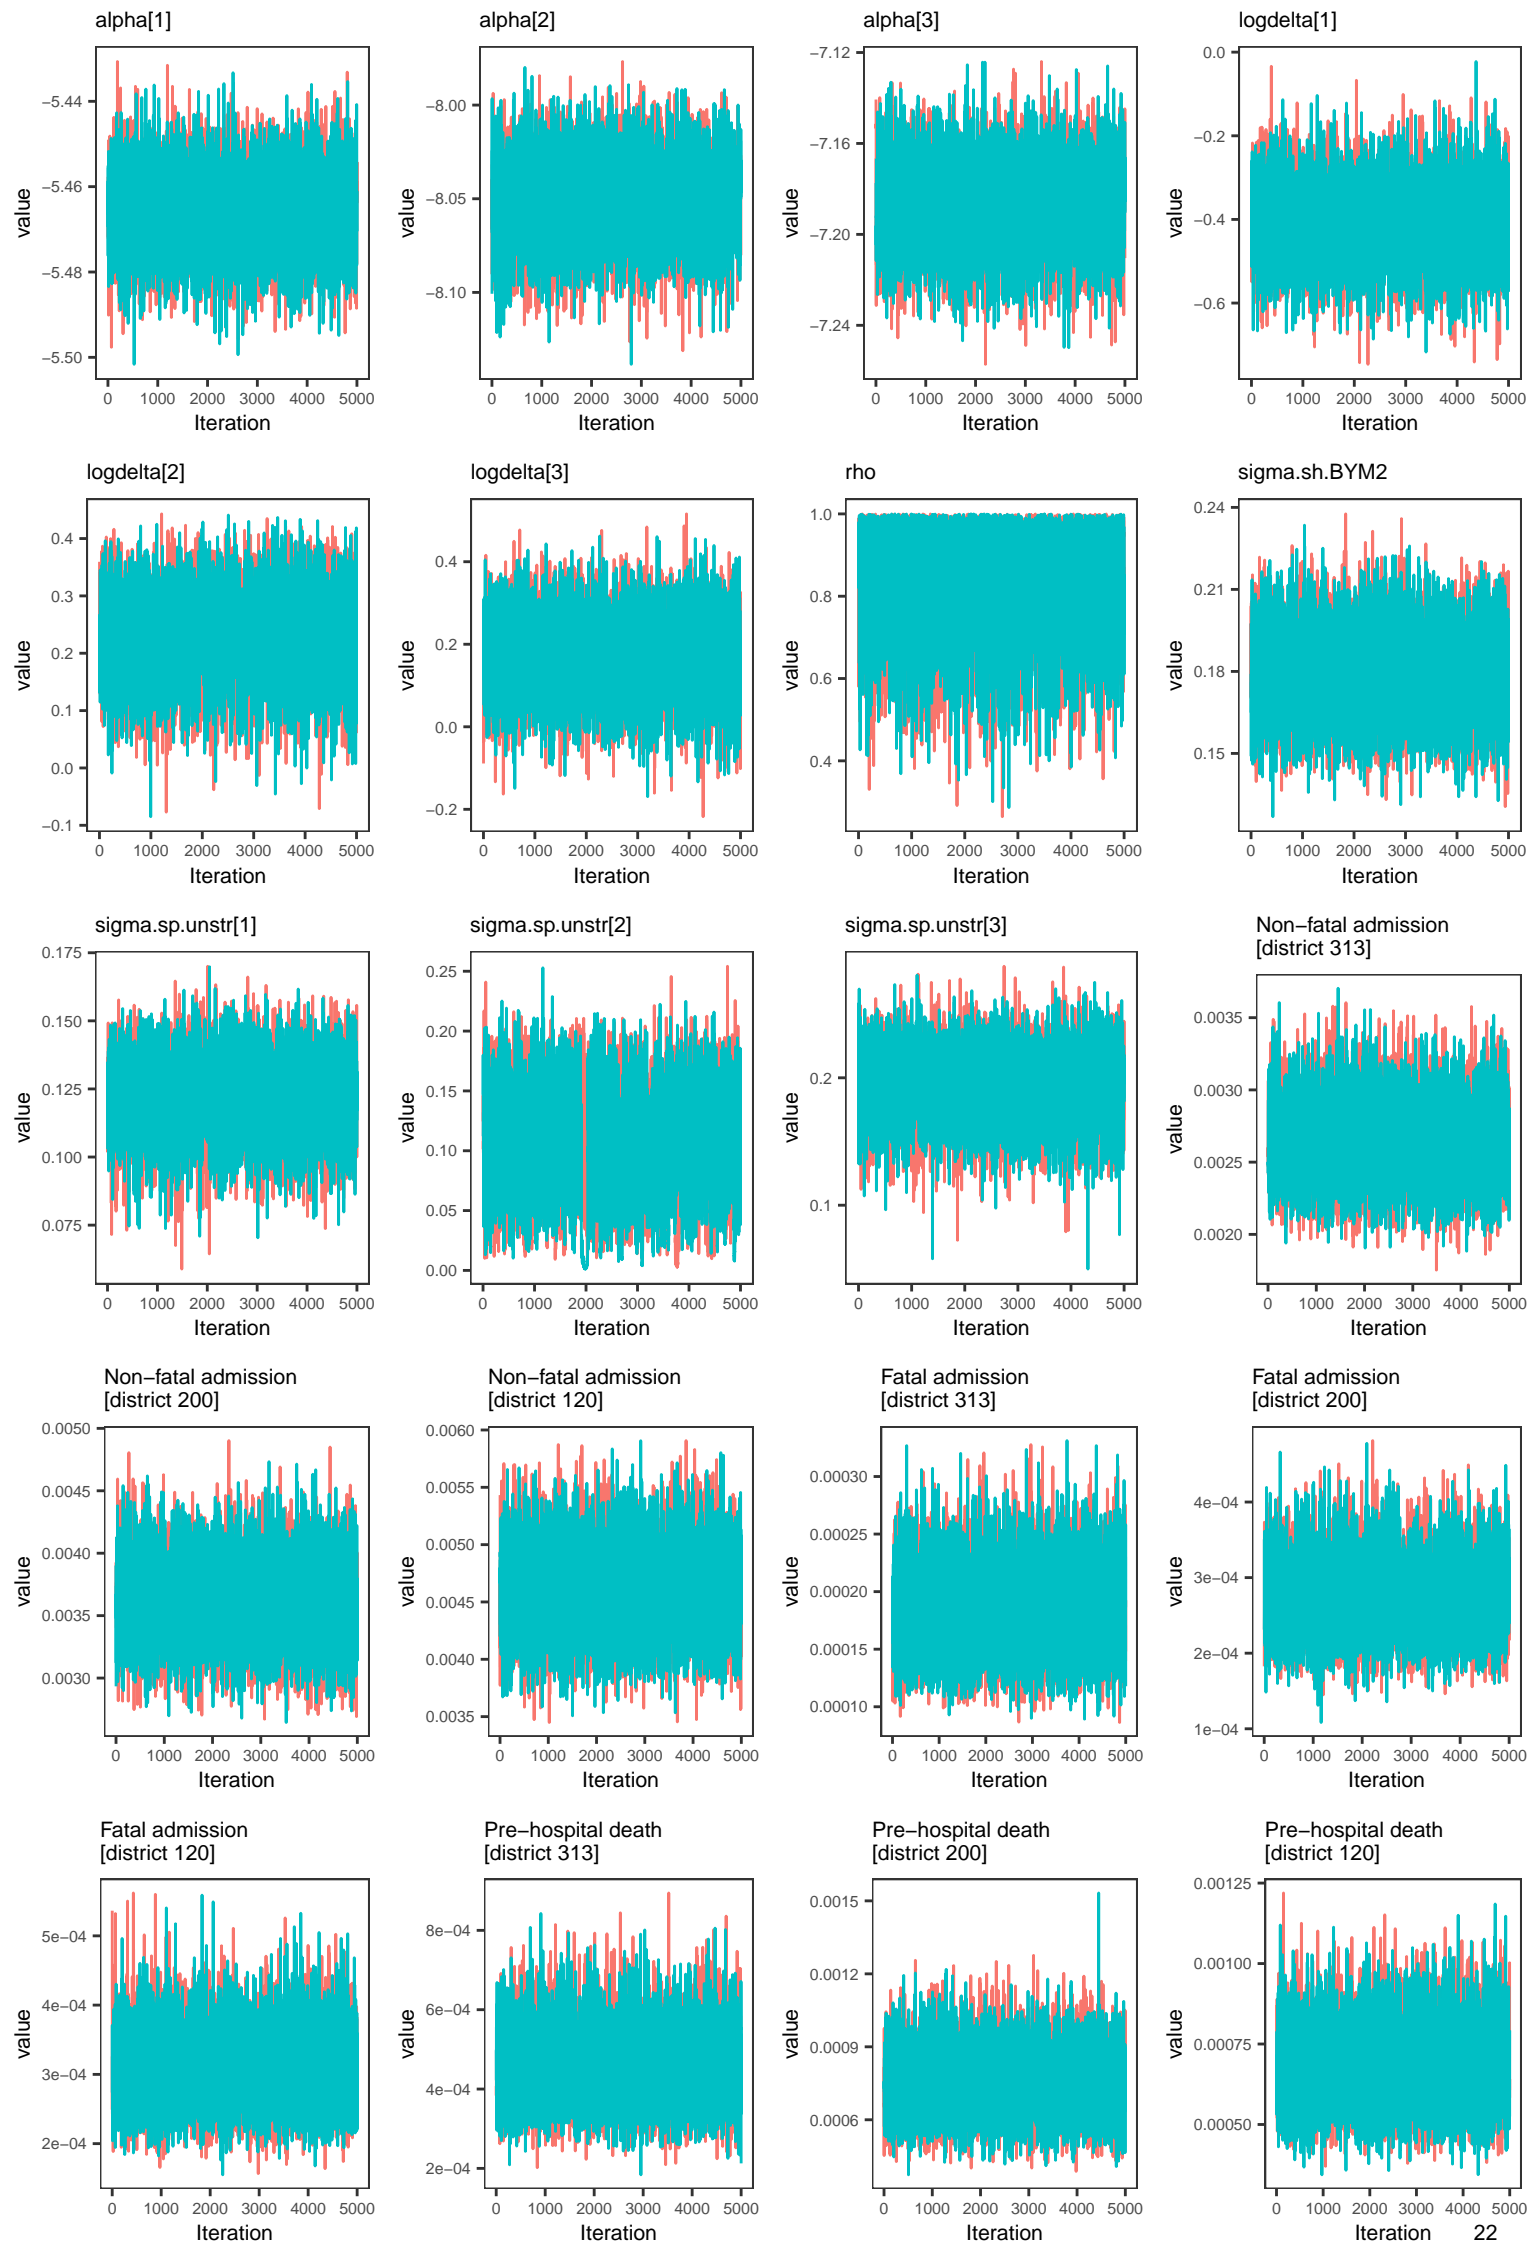 alpha[1]
value
−5.44
−5.46
−5.48
−5.50
0 1000 2000 3000 4000 5000
Iteration
alpha[2]
value
−8.00
−8.05
−8.10
0 1000 2000 3000 4000 5000
Iteration
alpha[3]
value
−7.12
−7.16
−7.20
−7.24
0 1000 2000 3000 4000 5000
Iteration
logdelta[1]
value
0.0
−0.2
−0.4
−0.6
0 1000 2000 3000 4000 5000
Iteration
logdelta[2]
value
0.4
0.3
0.2
0.1
0.0
−0.1
0 1000 2000 3000 4000 5000
Iteration
logdelta[3]
value
0.4
0.2
0.0
−0.2
0 1000 2000 3000 4000 5000
Iteration
rho
value
1.0
0.8
0.6
0.4
0 1000 2000 3000 4000 5000
Iteration
sigma.sh.BYM2
value
0.24
0.21
0.18
0.15
0 1000 2000 3000 4000 5000
Iteration
sigma.sp.unstr[1]
value
0.175
0.150
0.125
0.100
0.075
0 1000 2000 3000 4000 5000
Iteration
sigma.sp.unstr[2]
value
0.25
0.20
0.15
0.10
0.05
0.00
0 1000 2000 3000 4000 5000
Iteration
sigma.sp.unstr[3]
value
0.2
0.1
0 1000 2000 3000 4000 5000
Iteration
Non−fatal admission
[district 313]
value
0.0035
0.0030
0.0025
0.0020
0 1000 2000 3000 4000 5000
Iteration
Non−fatal admission
[district 200]
value
0.0050
0.0045
0.0040
0.0035
0.0030
0 1000 2000 3000 4000 5000
Iteration
Non−fatal admission
[district 120]
value
0.0060
0.0055
0.0050
0.0045
0.0040
0.0035
0 1000 2000 3000 4000 5000
Iteration
Fatal admission
[district 313]
value
0.00030
0.00025
0.00020
0.00015
0.00010
0 1000 2000 3000 4000 5000
Iteration
Fatal admission
[district 200]
value
4e−04
3e−04
2e−04
1e−04
0 1000 2000 3000 4000 5000
Iteration
Fatal admission
[district 120]
value
5e−04
4e−04
3e−04
2e−04
0 1000 2000 3000 4000 5000
Iteration
Pre−hospital death
[district 313]
value
8e−04
6e−04
4e−04
2e−04
0 1000 2000 3000 4000 5000
Iteration
Pre−hospital death
[district 200]
value
0.0015
0.0012
0.0009
0.0006
0 1000 2000 3000 4000 5000
Iteration
Pre−hospital death
[district 120]
value
0.00125
0.00100
0.00075
0.00050
0 1000 2000 3000 4000 5000
Iteration
22